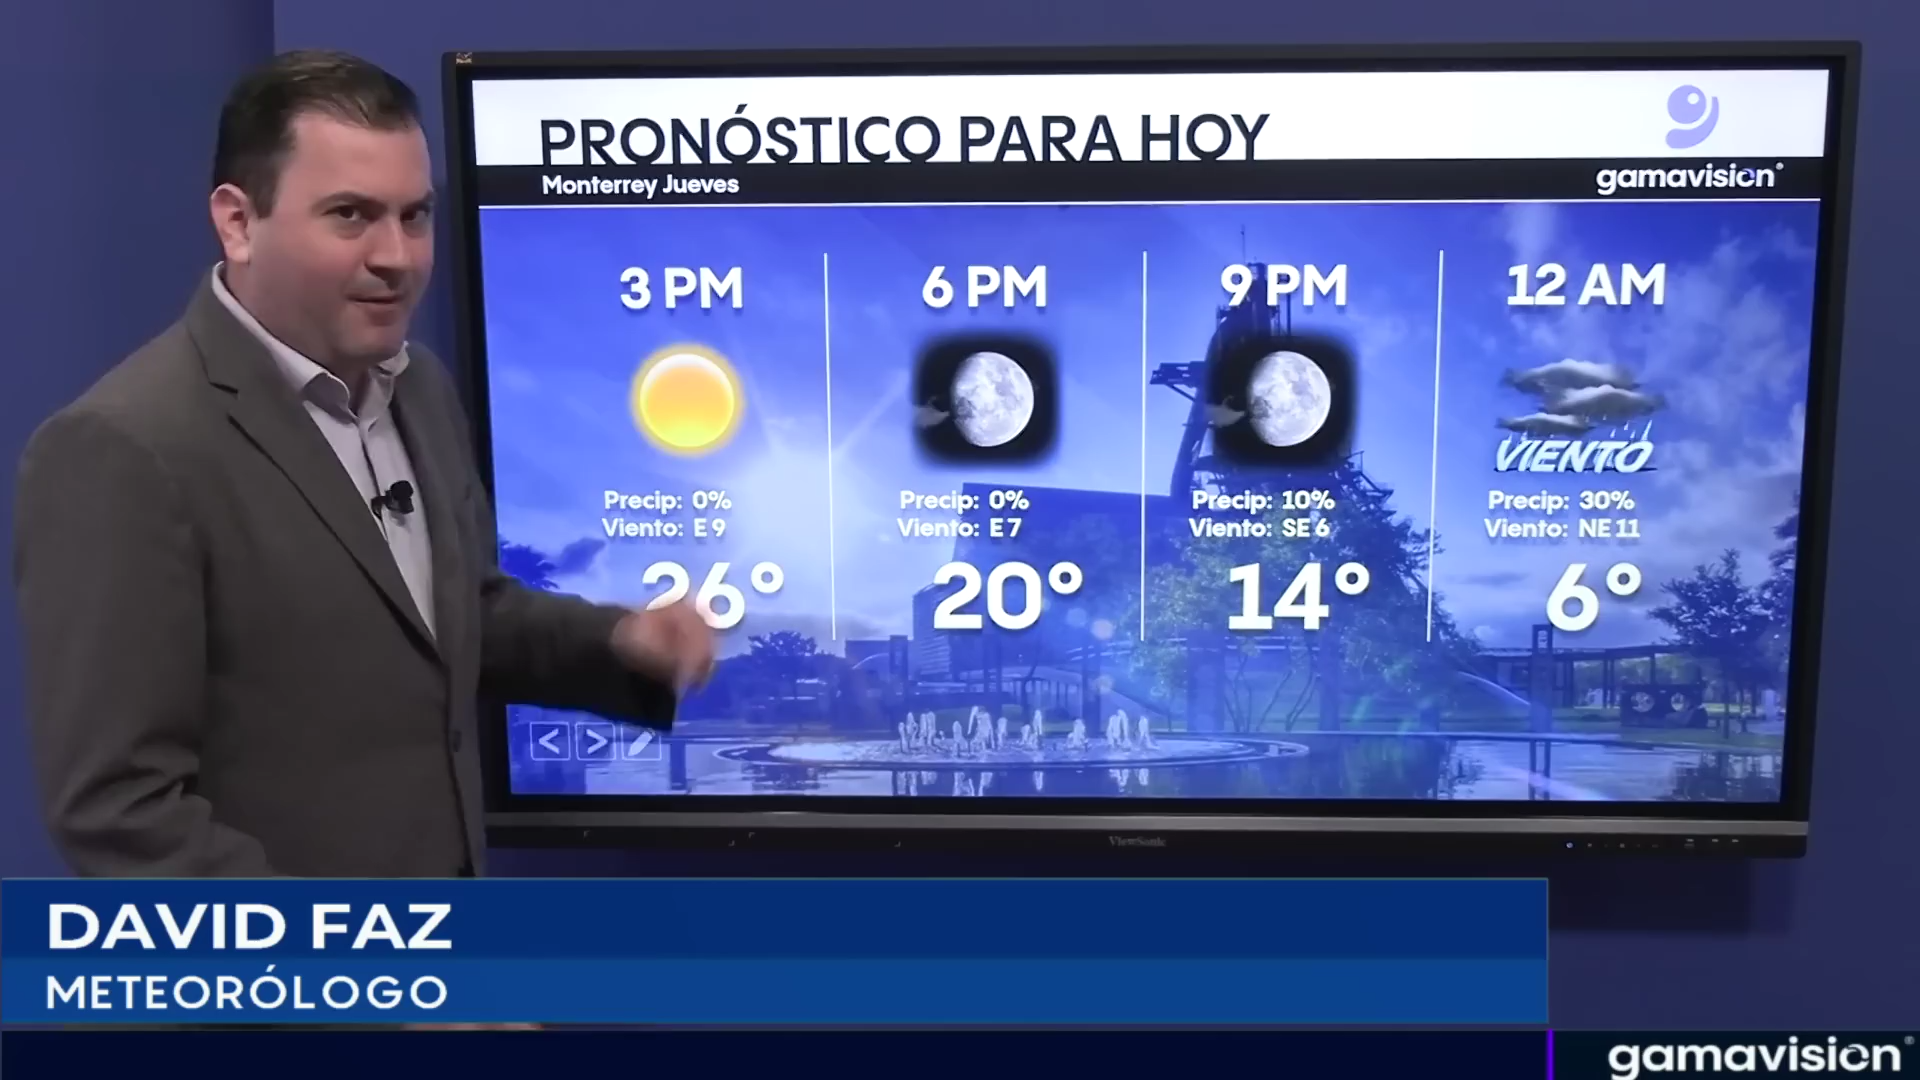 PRONÓSTICO PARA HOY
Monterrey Jueves
gamavision®
3 PM
6 PM
9 PM
12 AM
VIENTO
Precip: 0%
Viento: E 9
26°
Precip: 0%
Viento: E 7
20°
Precip: 10%
Viento: SE 6
14°
Precip: 30%
Viento: NE 11
6°
ViewSonic
DAVID FAZ
METEORÓLOGO
gamavision®